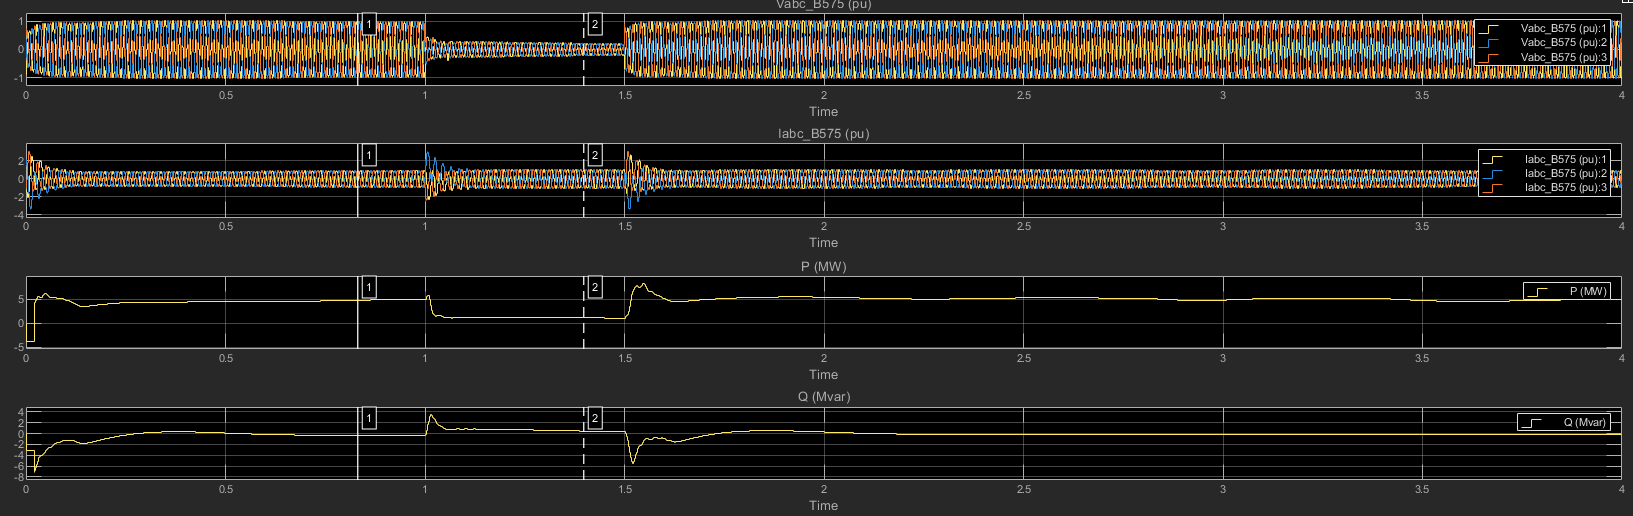 Vabc_B575 (pu)
1
0
-1
1
2
Vabc_B575 (pu):1
Vabc_B575 (pu):2
Vabc_B575 (pu):3
0 0.5 1 1.5 2 2.5 3 3.5 4
Time
Iabc_B575 (pu)
2
0
-2
-4
1
2
Iabc_B575 (pu):1
Iabc_B575 (pu):2
Iabc_B575 (pu):3
0 0.5 1 1.5 2 2.5 3 3.5 4
Time
P (MW)
5
0
-5
1
2
P (MW)
0 0.5 1 1.5 2 2.5 3 3.5 4
Time
Q (Mvar)
4
2
0
-2
-4
-6
-8
1
2
Q (Mvar)
0 0.5 1 1.5 2 2.5 3 3.5 4
Time